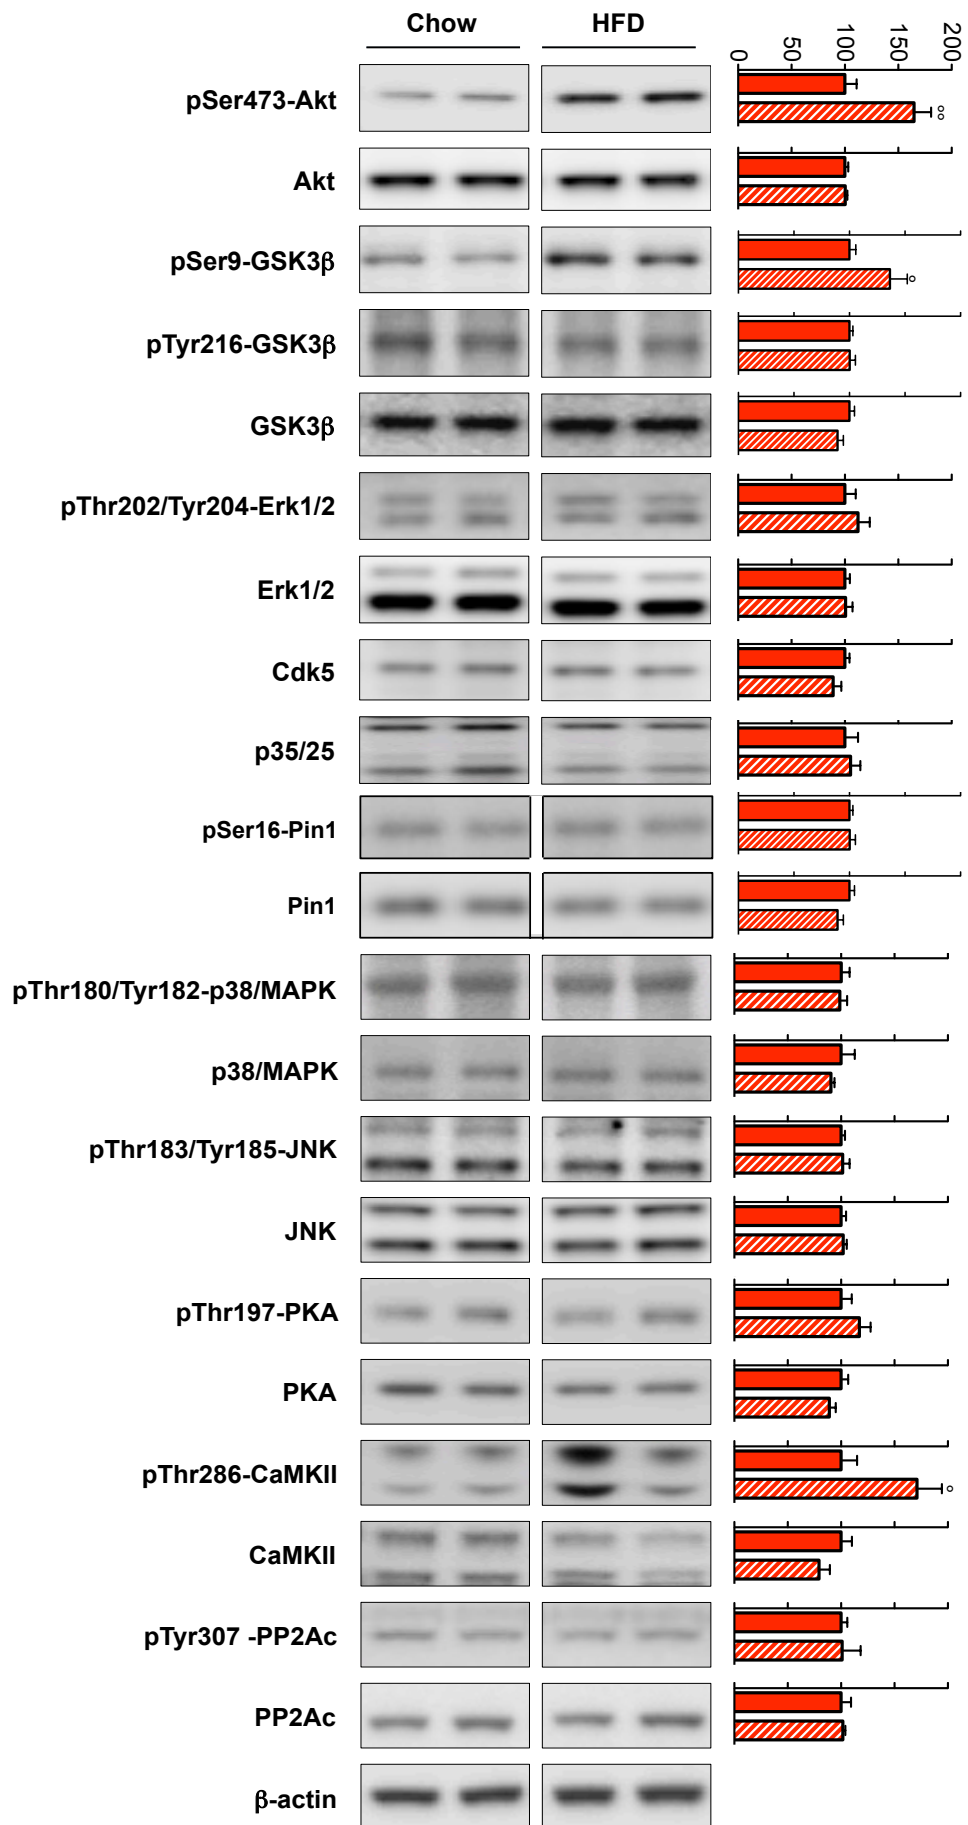 Chow HFD
0 50 100 150 200
pSer473-Akt
°°
Akt
pSer9-GSK3β
°
pTyr216-GSK3β
GSK3β
pThr202/Tyr204-Erk1/2
Erk1/2
Cdk5
p35/25
pSer16-Pin1
Pin1
pThr180/Tyr182-p38/MAPK
p38/MAPK
pThr183/Tyr185-JNK
JNK
pThr197-PKA
PKA
pThr286-CaMKII
°
CaMKII
pTyr307 -PP2Ac
PP2Ac
β-actin